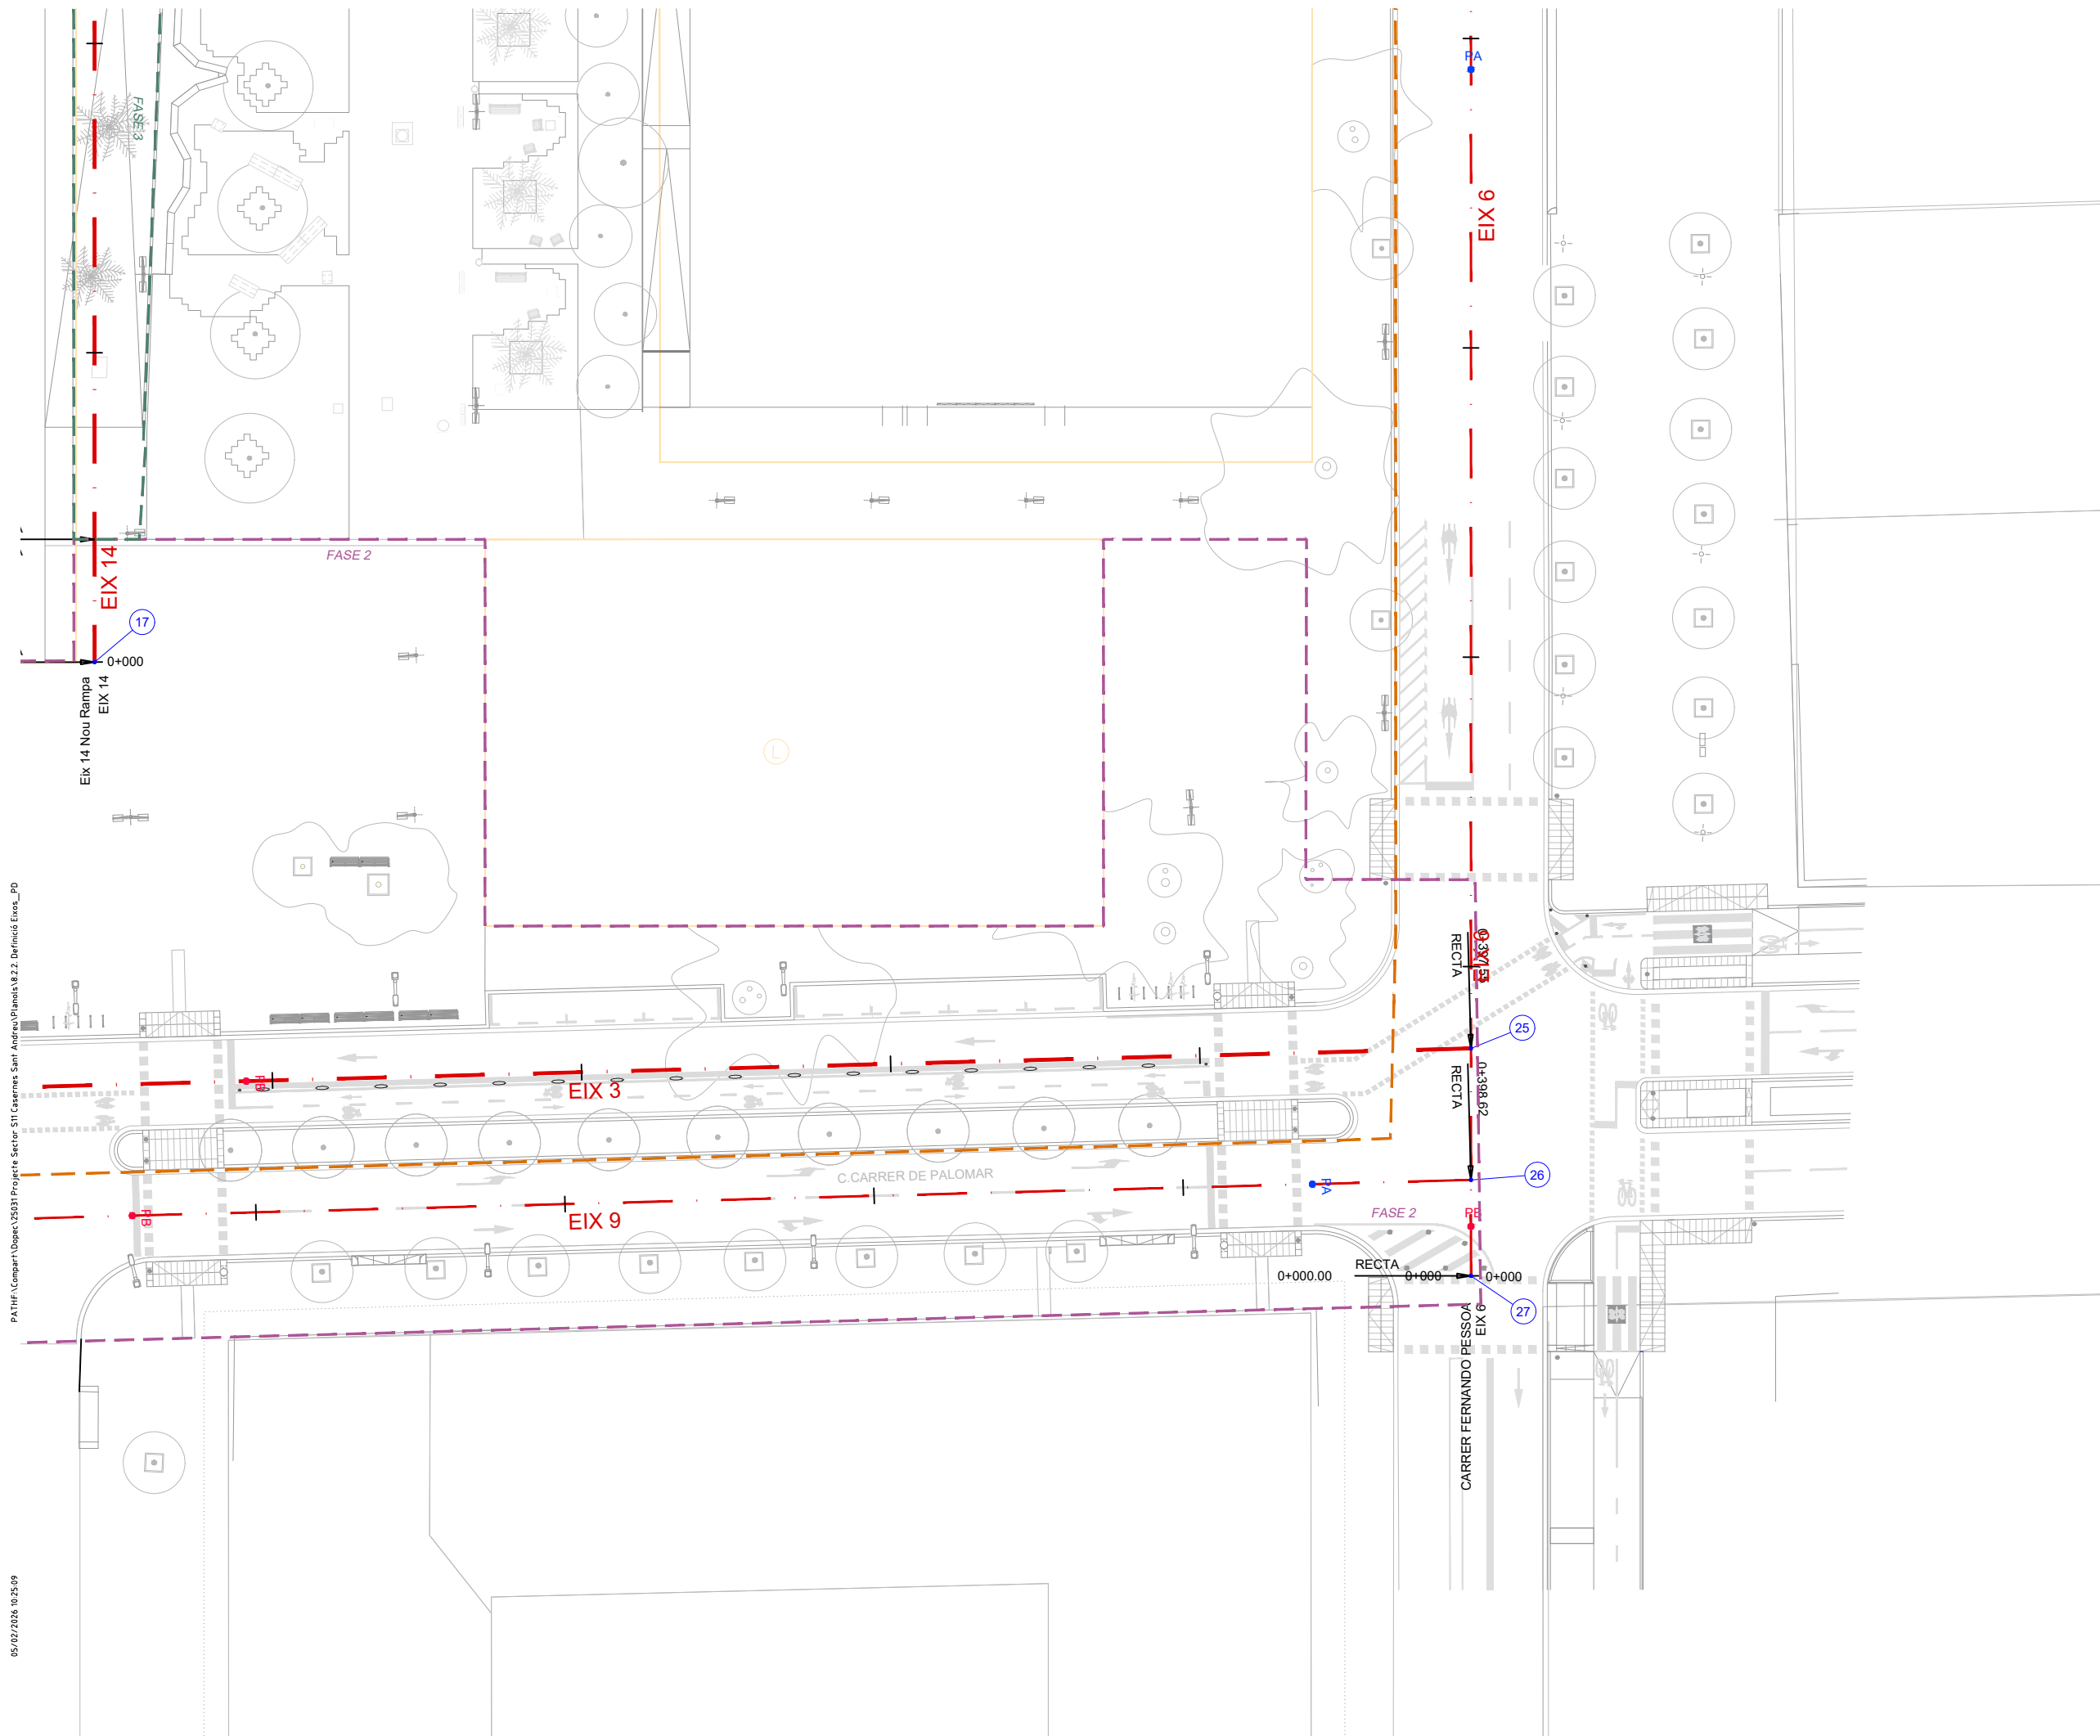 PA
FASE 3
EIX 6
FASE 2
EIX 14
17
0+000
Eix 14 Nou Rampa
EIX 14
L
RECTA
25
EIX 3
PB
RECTA
0+398.62
C.CARRER DE PALOMAR
26
PA
PB
EIX 9
FASE 2
PB
RECTA
0+000.00
0+000
0+000
27
CARRER FERNANDO PESSOA
EIX 9
05/02/2026 10:25:09